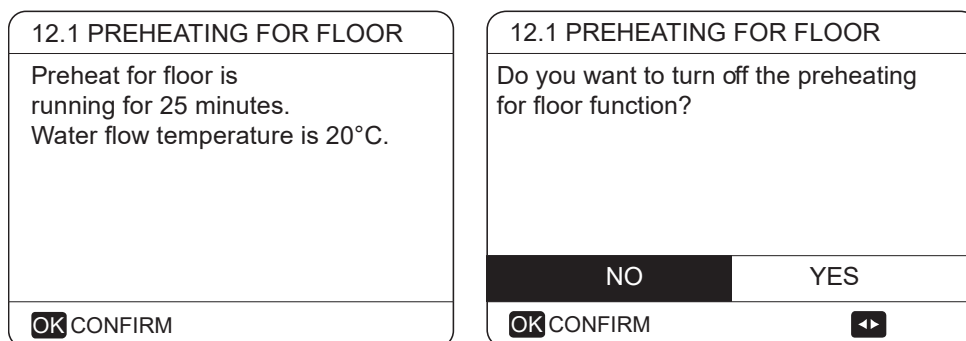 12.1 PREHEATING FOR FLOOR
Preheat for floor is
running for 25 minutes.
Water flow temperature is 20°C.
OK CONFIRM
12.1 PREHEATING FOR FLOOR
Do you want to turn off the preheating
for floor function?
NO YES
OK CONFIRM